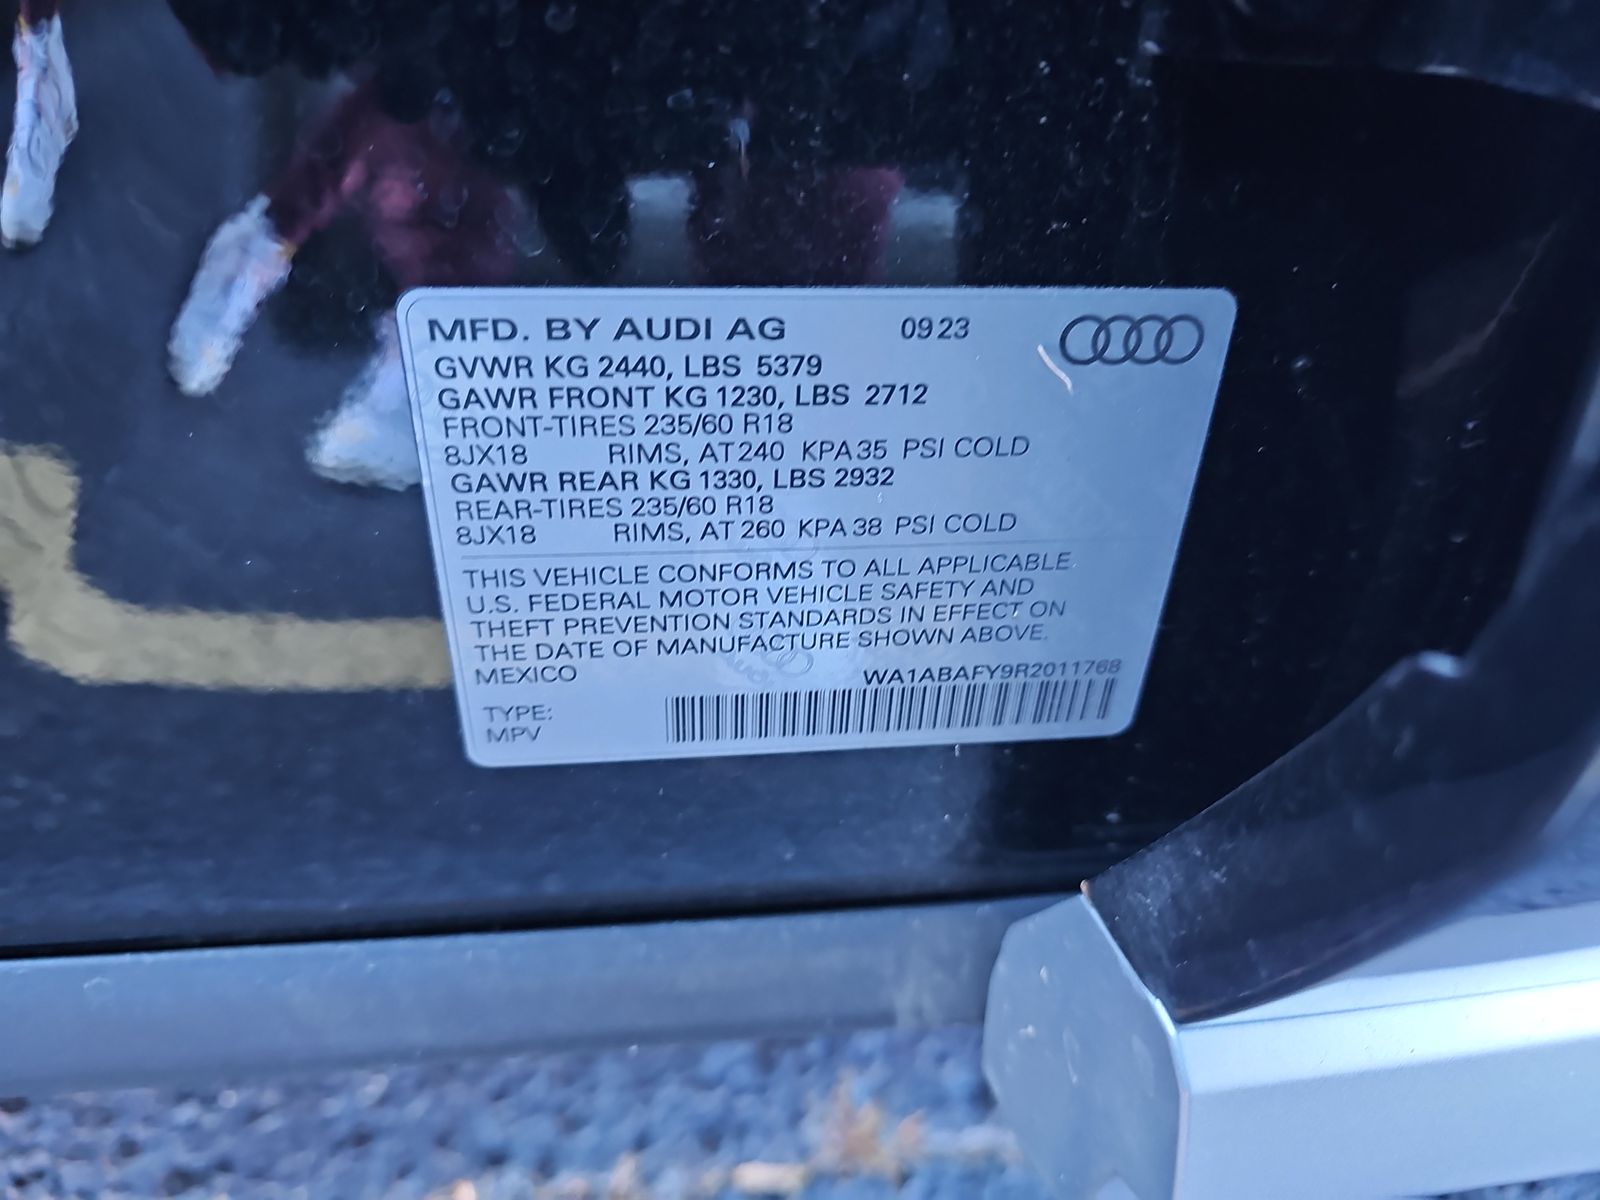 MFD. BY AUDI AG 0923
GVWR KG 2440, LBS 5379
GAWR FRONT KG 1230, LBS 2712
FRONT-TIRES 235/60 R18
8JX18 RIMS, AT 240 KPA 35 PSI COLD
GAWR REAR KG 1330, LBS 2932
REAR-TIRES 235/60 R18
8JX18 RIMS, AT 260 KPA 38 PSI COLD
THIS VEHICLE CONFORMS TO ALL APPLICABLE
U.S. FEDERAL MOTOR VEHICLE SAFETY AND
THEFT PREVENTION STANDARDS IN EFFECT ON
THE DATE OF MANUFACTURE SHOWN ABOVE.
MEXICO WA1ABAFY9R2011768
TYPE:
MPV